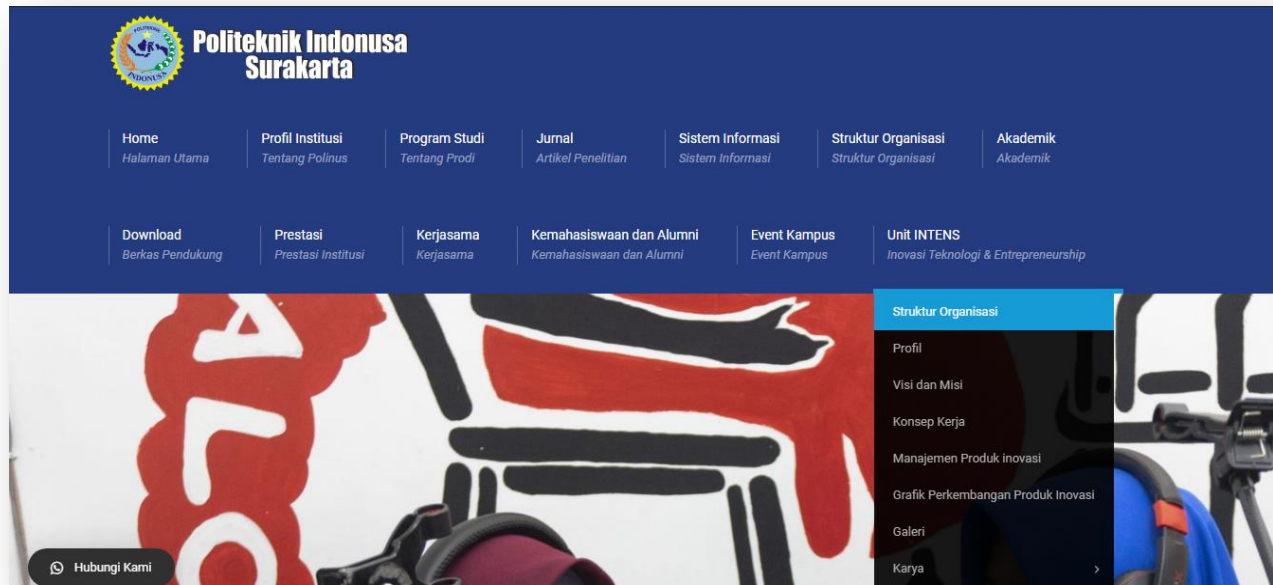 Politeknik Indonusa
Surakarta
Home
Halaman Utama
Profil Institusi
Tentang Polinus
Program Studi
Tentang Prodi
Jurnal
Artikel Penelitian
Sistem Informasi
Sistem Informasi
Struktur Organisasi
Struktur Organisasi
Akademik
Akademik
Download
Berkas Pendukung
Prestasi
Prestasi Institusi
Kerjasama
Kerjasama
Kemahasiswaan dan Alumni
Kemahasiswaan dan Alumni
Event Kampus
Event Kampus
Unit INTENS
Inovasi Teknologi & Entrepreneurship
Struktur Organisasi
Profil
Visi dan Misi
Konsep Kerja
Manajemen Produk inovasi
Grafik Perkembangan Produk Inovasi
Galeri
Karya
ALO
Hubungi Kami